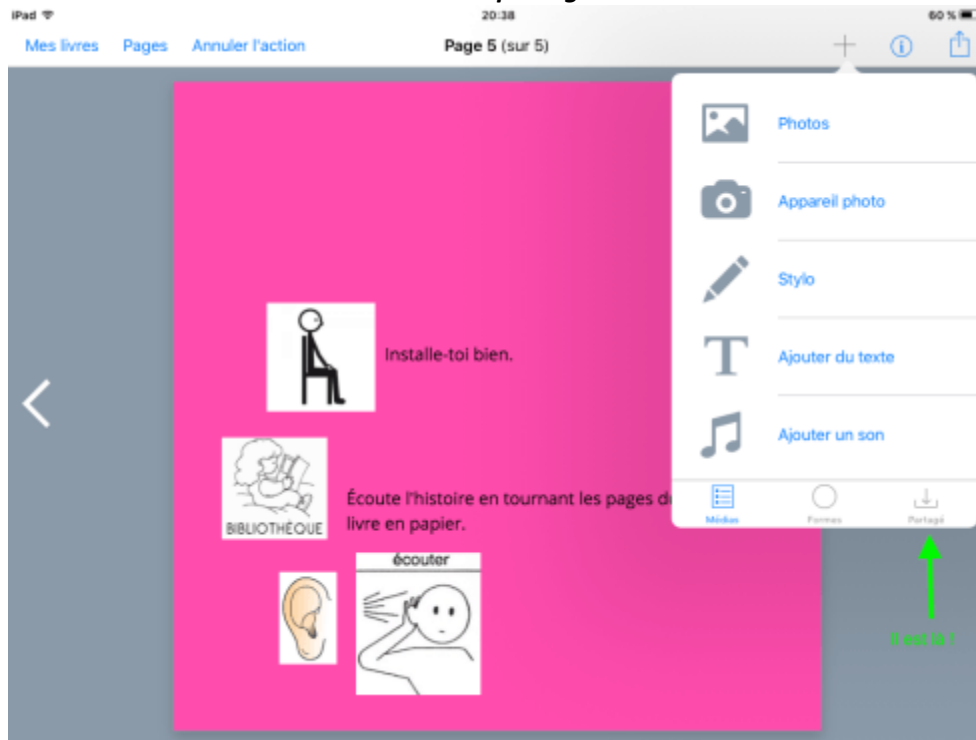 iPad 20:38 60 %
Mes livres Pages Annuler l'action Page 5 (sur 5)
Photos
Appareil photo
Stylo
Ajouter du texte
Ajouter un son
Médias Formes Partagé
Installe-toi bien.
Écoute l'histoire en tournant les pages
livre en papier.
BIBLIOTHÈQUE
écouter
Il est là !